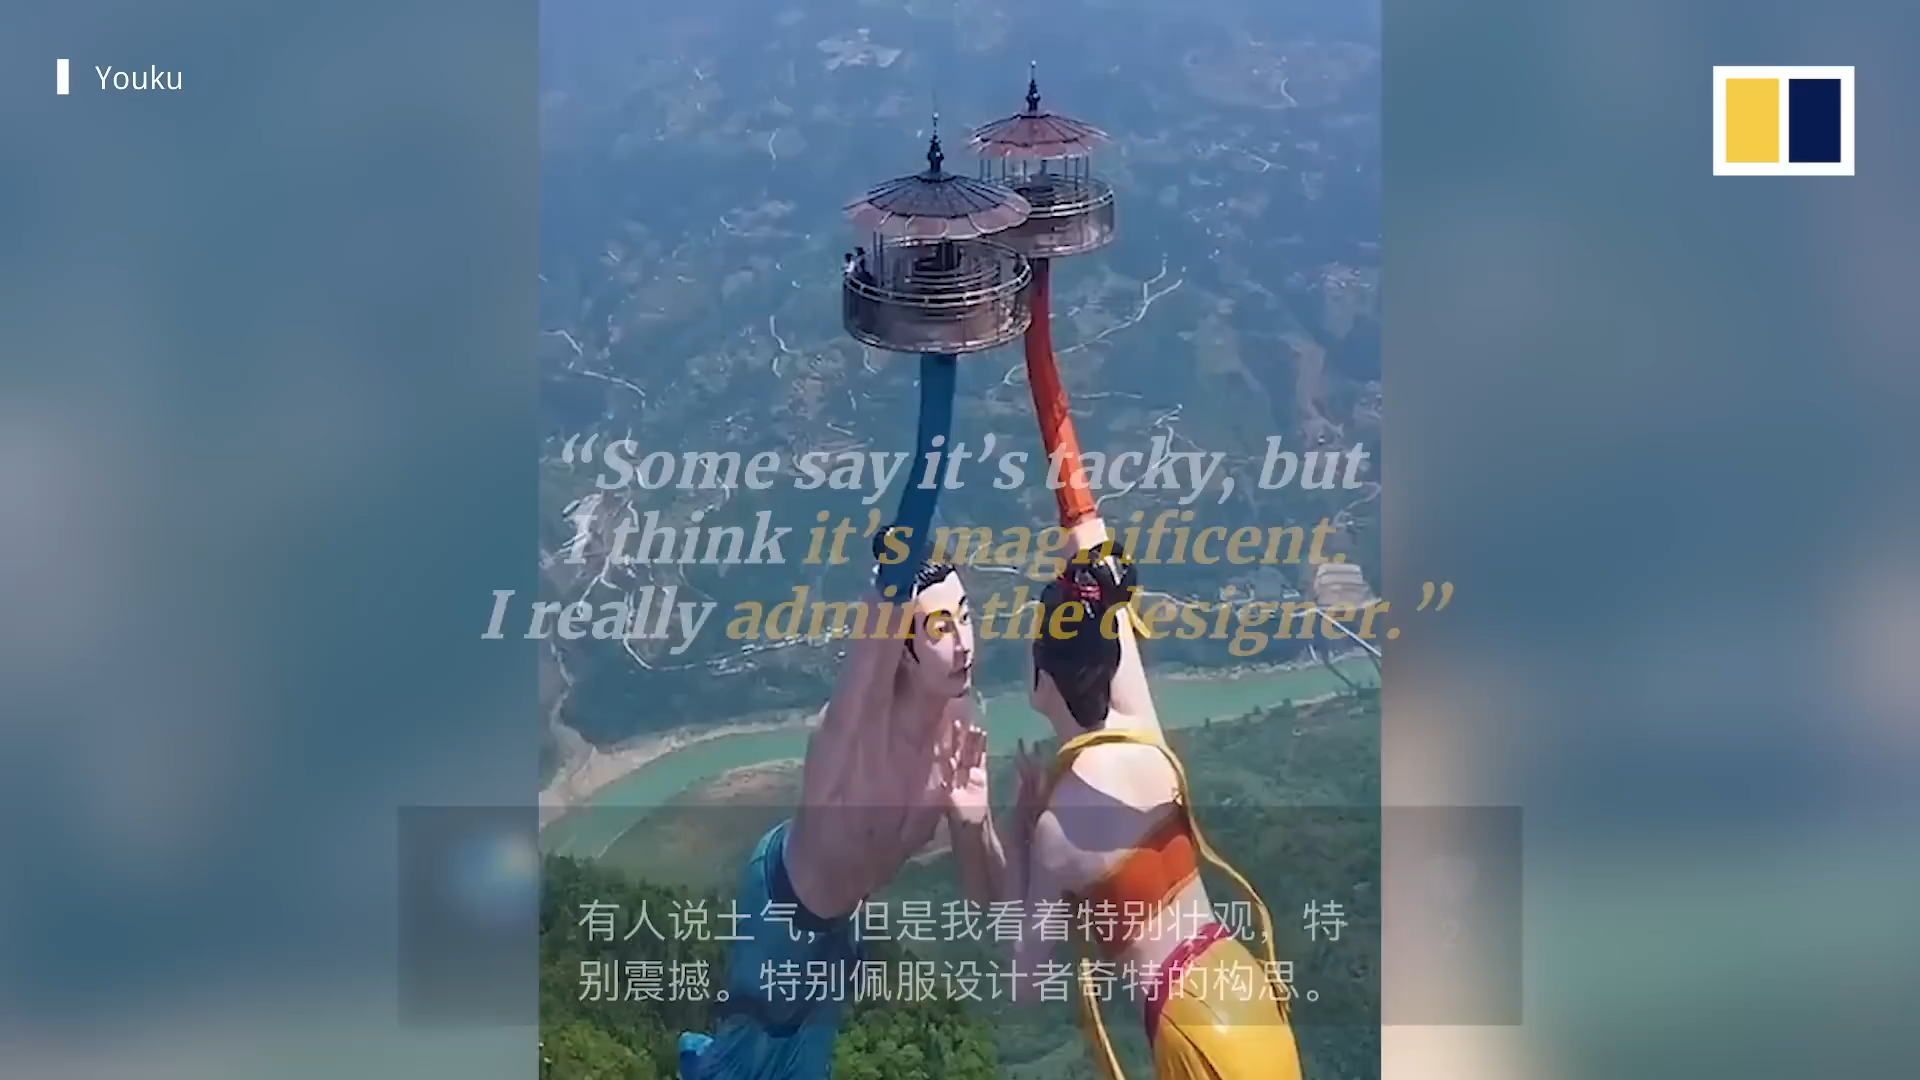 Youku
“Some say it’s tacky, but
I think it’s magnificent.
I really admire the designer.”
有人说土气，但是我看着特别壮观，特
别震撼。特别佩服设计者奇特的构思。
2